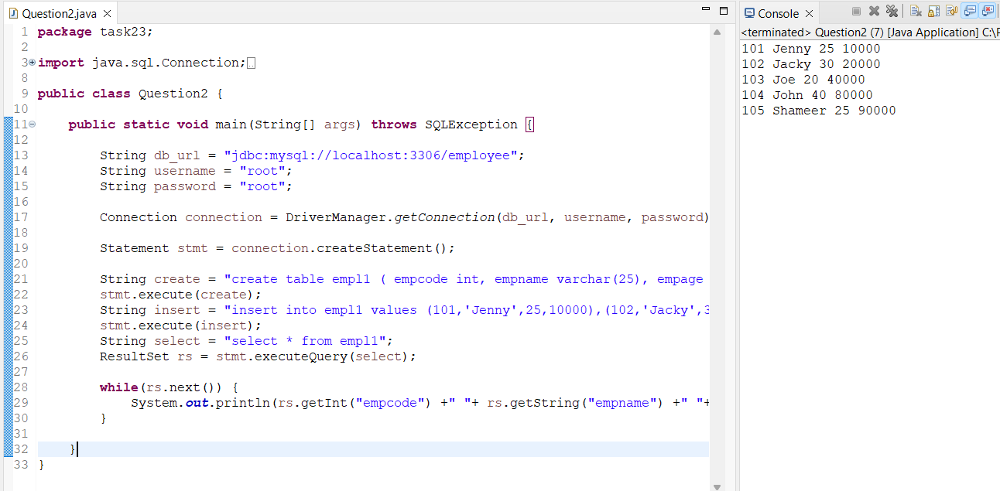 Question2.java
1 package task23;
2
3 import java.sql.Connection;
8
9 public class Question2 {
10
11 public static void main(String[] args) throws SQLException {
12
13 String db_url = "jdbc:mysql://localhost:3306/employee";
14 String username = "root";
15 String password = "root";
16
17 Connection connection = DriverManager.getConnection(db_url, username, password)
18
19 Statement stmt = connection.createStatement();
20
21 String create = "create table empl1 ( empcode int, empname varchar(25), empage
22 stmt.execute(create);
23 String insert = "insert into empl1 values (101,'Jenny',25,10000),(102,'Jacky',3
24 stmt.execute(insert);
25 String select = "select * from empl1";
26 ResultSet rs = stmt.executeQuery(select);
27
28 while(rs.next()) {
29 System.out.println(rs.getInt("empcode") +" "+ rs.getString("empname") +" "+
30 }
31
32 }
33 }
Console
<terminated> Question2 (7) [Java Application] C:\P
101 Jenny 25 10000
102 Jacky 30 20000
103 Joe 20 40000
104 John 40 80000
105 Shameer 25 90000